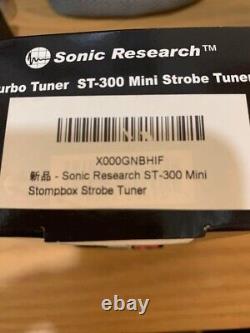 Sonic Research™
urbo Tuner ST-300 Mini Strobe Tuner
X000GNBHIF
新品 - Sonic Research ST-300 Mini
Stompbox Strobe Tuner